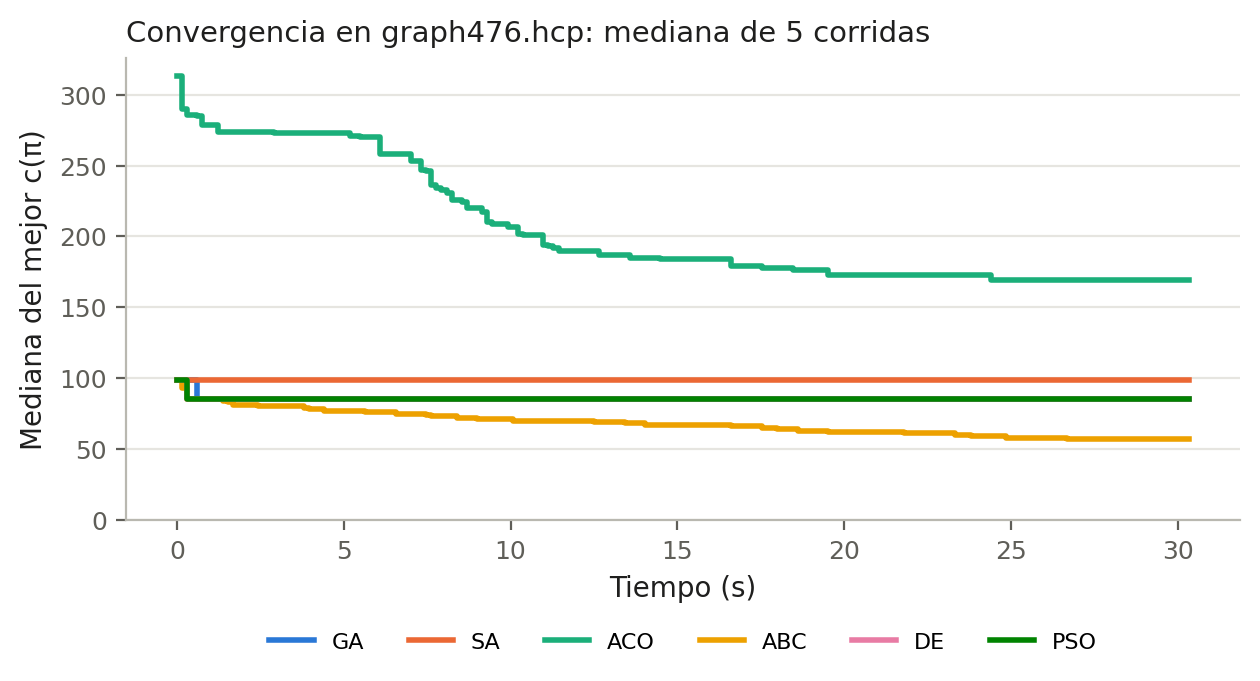 Convergencia en graph476.hcp: mediana de 5 corridas
Mediana del mejor c(π)
300
250
200
150
100
50
0
0 5 10 15 20 25 30
Tiempo (s)
GA SA ACO ABC DE PSO